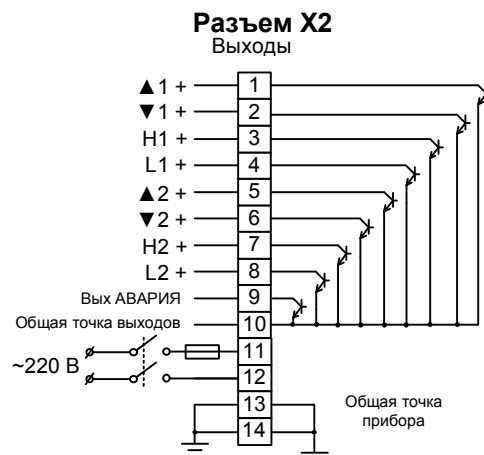 Разъем X2
Выходы
▲1 + 1
▼1 + 2
H1 + 3
L1 + 4
▲2 + 5
▼2 + 6
H2 + 7
L2 + 8
Вых АВАРИЯ 9
Общая точка выходов 10
~220 В 11
12
13
14
Общая точка
прибора